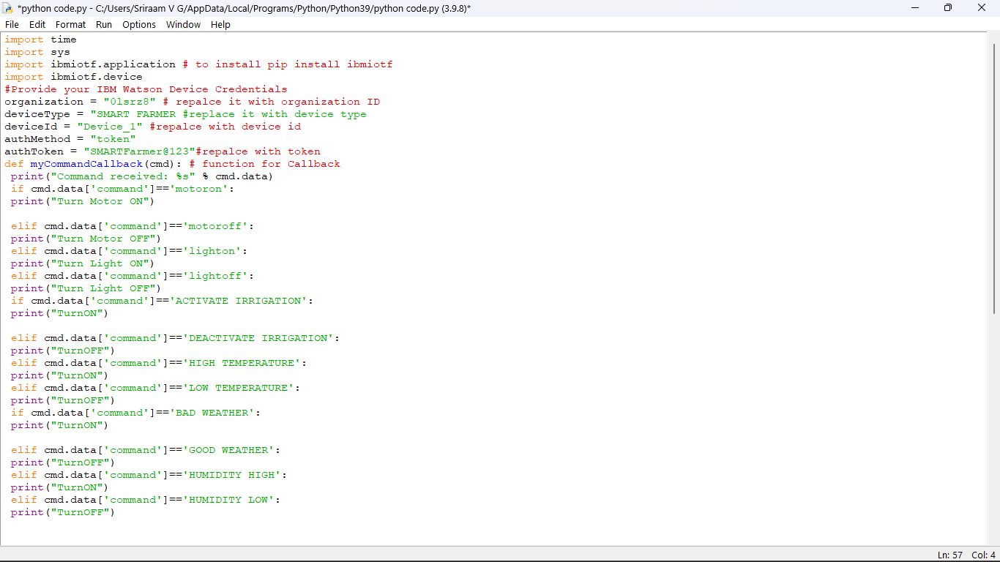 *python code.py - C:/Users/Sriraam V G/AppData/Local/Programs/Python/Python39/python code.py (3.9.8)*
File Edit Format Run Options Window Help
import time
import sys
import ibmiotf.application # to install pip install ibmiotf
import ibmiotf.device
#Provide your IBM Watson Device Credentials
organization = "0lsrz8" # repalce it with organization ID
deviceType = "SMART FARMER #replace it with device type
deviceId = "Device_1" #repalce with device id
authMethod = "token"
authToken = "SMARTFarmer@123"#repalce with token
def myCommandCallback(cmd): # function for Callback
 print("Command received: %s" % cmd.data)
 if cmd.data['command']=='motoron':
 print("Turn Motor ON")
 elif cmd.data['command']=='motoroff':
 print("Turn Motor OFF")
 elif cmd.data['command']=='lighton':
 print("Turn Light ON")
 elif cmd.data['command']=='lightoff':
 print("Turn Light OFF")
 if cmd.data['command']=='ACTIVATE IRRIGATION':
 print("TurnON")
 elif cmd.data['command']=='DEACTIVATE IRRIGATION':
 print("TurnOFF")
 elif cmd.data['command']=='HIGH TEMPERATURE':
 print("TurnON")
 elif cmd.data['command']=='LOW TEMPERATURE':
 print("TurnOFF")
 if cmd.data['command']=='BAD WEATHER':
 print("TurnON")
 elif cmd.data['command']=='GOOD WEATHER':
 print("TurnOFF")
 elif cmd.data['command']=='HUMIDITY HIGH':
 print("TurnON")
 elif cmd.data['command']=='HUMIDITY LOW':
 print("TurnOFF")
Ln: 57 Col: 4